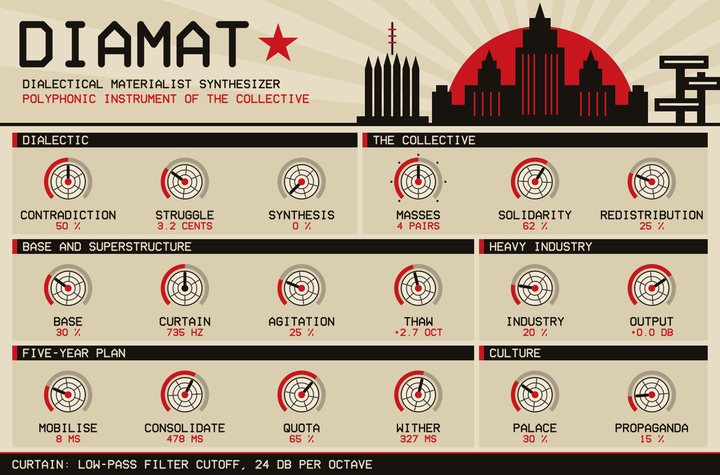 DIAMAT
DIALECTICAL MATERIALIST SYNTHESIZER
POLYPHONIC INSTRUMENT OF THE COLLECTIVE
DIALECTIC
CONTRADICTION
50 %
STRUGGLE
3.2 CENTS
SYNTHESIS
0 %
THE COLLECTIVE
MASSES
4 PAIRS
SOLIDARITY
62 %
REDISTRIBUTION
25 %
BASE AND SUPERSTRUCTURE
BASE
30 %
CURTAIN
735 HZ
AGITATION
25 %
THAW
+2.7 OCT
HEAVY INDUSTRY
INDUSTRY
20 %
OUTPUT
+0.0 DB
FIVE-YEAR PLAN
MOBILISE
8 MS
CONSOLIDATE
478 MS
QUOTA
65 %
WITHER
327 MS
CULTURE
PALACE
30 %
PROPAGANDA
15 %
CURTAIN: LOW-PASS FILTER CUTOFF, 24 DB PER OCTAVE